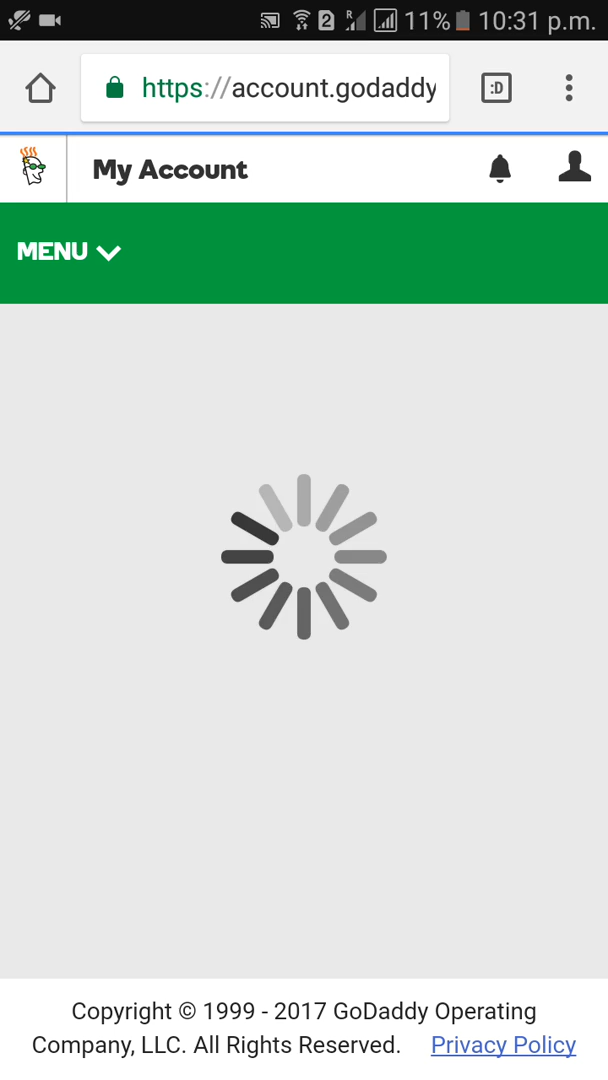 2 R 11% 10:31 p.m.
https://account.godaddy :D
My Account
MENU
Copyright © 1999 - 2017 GoDaddy Operating
Company, LLC. All Rights Reserved. Privacy Policy